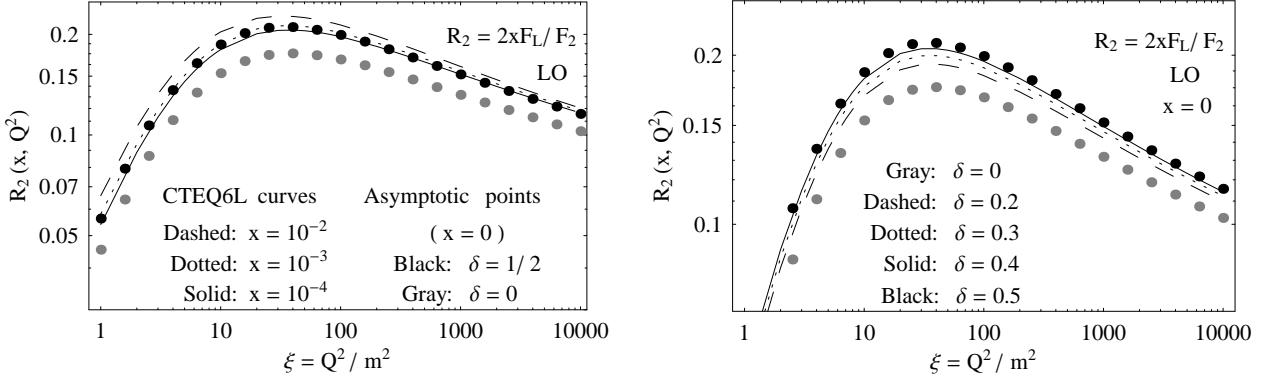 R₂ (x, Q²)
0.2
0.15
0.1
0.07
0.05
R₂ = 2xF_L/ F₂
LO
CTEQ6L curves
Dashed: x = 10⁻²
Dotted: x = 10⁻³
Solid: x = 10⁻⁴
Asymptotic points
( x = 0 )
Black: δ = 1/ 2
Gray: δ = 0
1 10 100 1000 10000
ξ = Q² / m²
R₂ (x, Q²)
0.2
0.15
0.1
R₂ = 2xF_L/ F₂
LO
x = 0
Gray: δ = 0
Dashed: δ = 0.2
Dotted: δ = 0.3
Solid: δ = 0.4
Black: δ = 0.5
1 10 100 1000 10000
ξ = Q² / m²